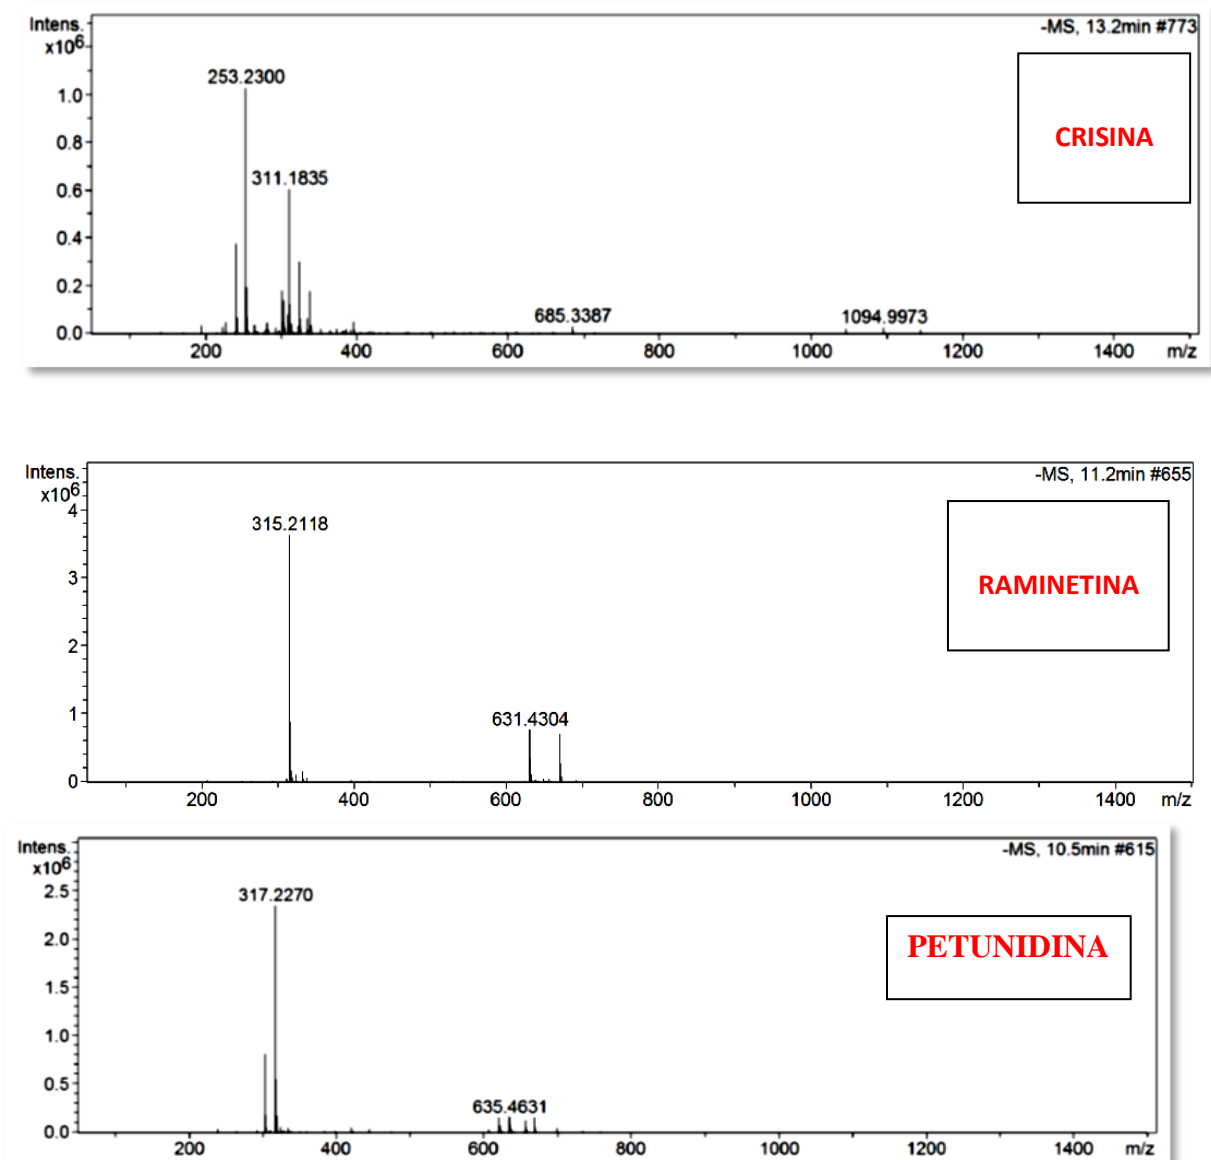 Intens.
x10^6
-MS, 13.2min #773
253.2300
1.0
CRISINA
0.8
311.1835
0.6
0.4
0.2
685.3387
1094.9973
0.0
200 400 600 800 1000 1200 1400 m/z
Intens.
x10^6
-MS, 11.2min #655
4
315.2118
3
RAMINETINA
2
631.4304
1
0
200 400 600 800 1000 1200 1400 m/z
Intens.
x10^6
-MS, 10.5min #615
2.5
317.2270
2.0
PETUNIDINA
1.5
1.0
0.5
635.4631
0.0
200 400 600 800 1000 1200 1400 m/z